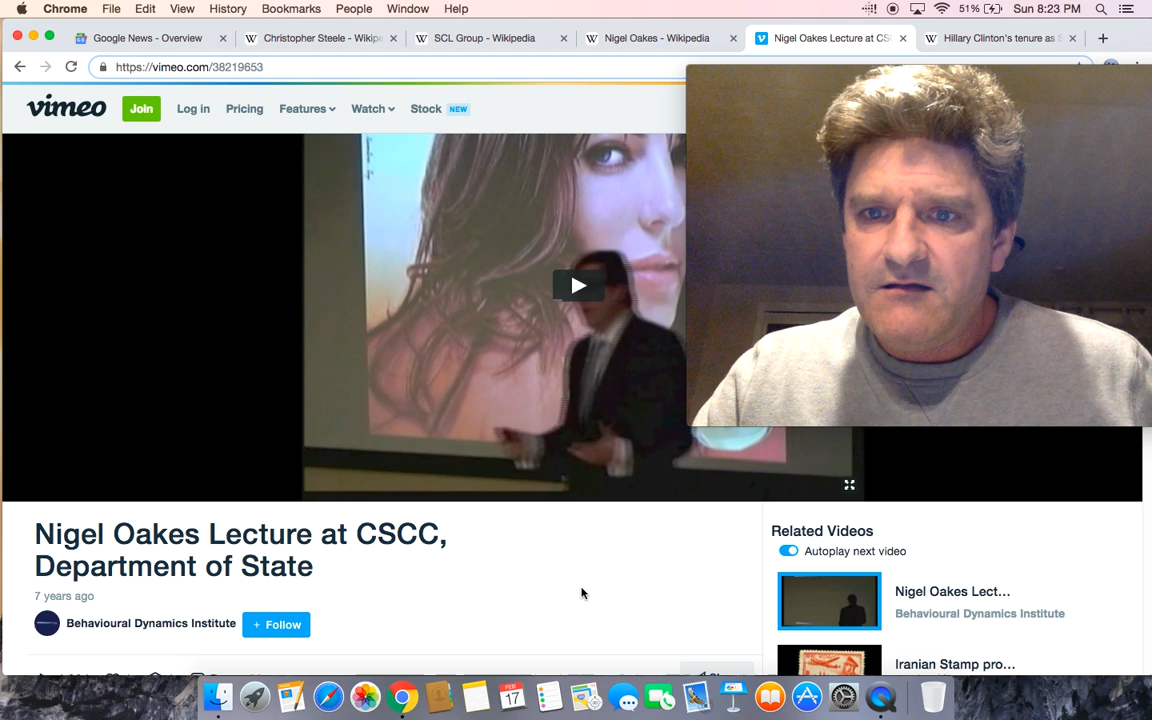 Chrome File Edit View History Bookmarks People Window Help 51% Sun 8:23 PM
Google News - Overview Christopher Steele - Wikip SCL Group - Wikipedia Nigel Oakes - Wikipedia Nigel Oakes Lecture at CS Hillary Clinton's tenure as
https://vimeo.com/38219653
vimeo Join Log in Pricing Features Watch Stock NEW
Nigel Oakes Lecture at CSCC,
Department of State
7 years ago
Behavioural Dynamics Institute + Follow
Related Videos
Autoplay next video
Nigel Oakes Lect...
Behavioural Dynamics Institute
Iranian Stamp pro...
FEB
17